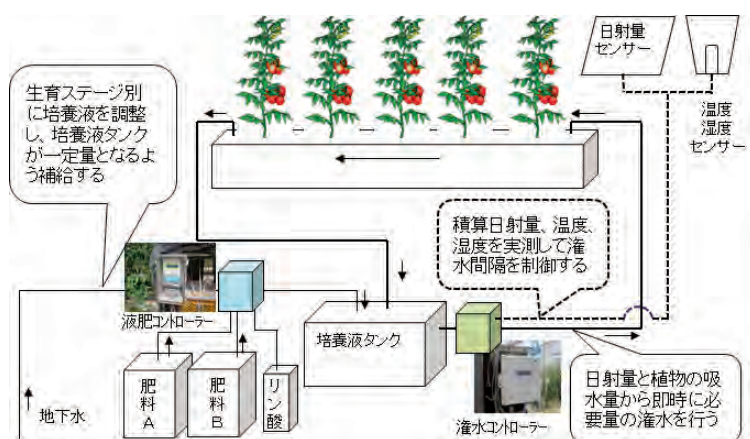 日射量
センサー
温度
湿度
センサー
生育ステージ別
に培養液を調整
し、培養液タンク
が一定量となるよ
う補給する
積算日射量、温度、
湿度を実測して潅
水間隔を制御する
液肥コントローラー
培養液タンク
肥料A
肥料B
リン酸
地下水
潅水コントローラー
日射量と植物の吸
水量から即時に必
要量の潅水を行う